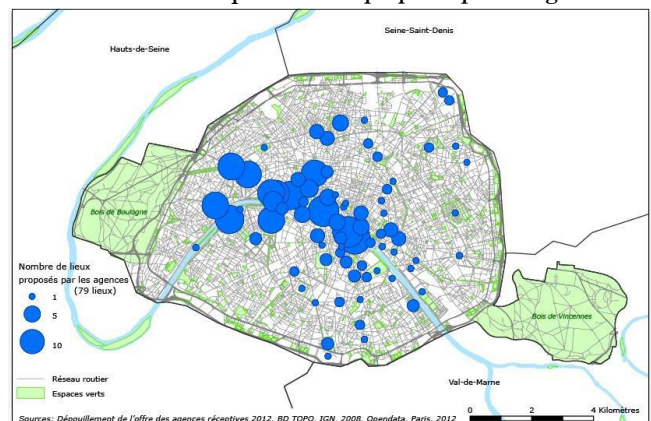 Seine-Saint-Denis
Hauts-de-Seine
Bois de Boulogne
Nombre de lieux
proposés par les agences
(79 lieux)
1
5
10
Bois de Vincennes
Réseau routier
Espaces verts
Val-de-Marne
0 2 4 Kilomètres
Sources: Dépouillement de l'offre des agences réceptives 2012, BD TOPO, IGN, 2008, Opendata, Paris, 2012